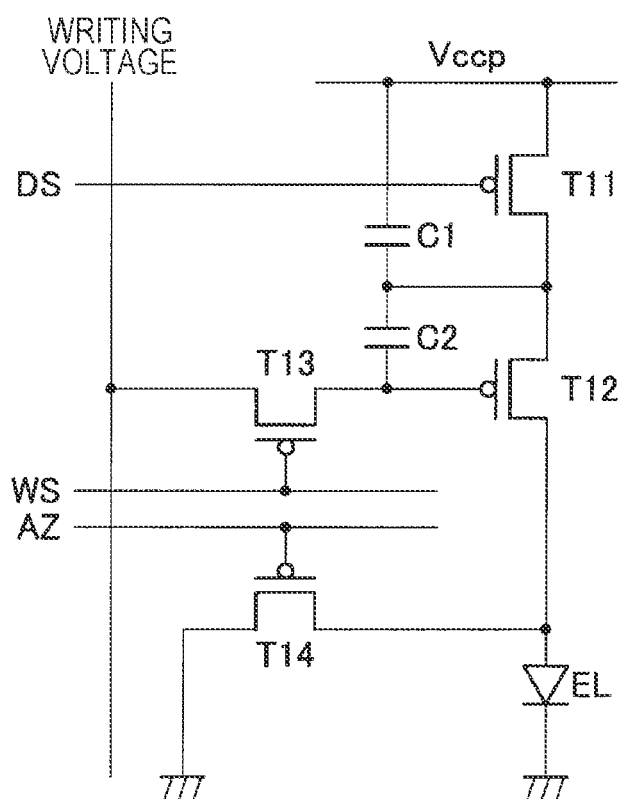 WRITING
VOLTAGE
Vccp
DS
T11
C1
C2
T13
T12
WS
AZ
T14
EL